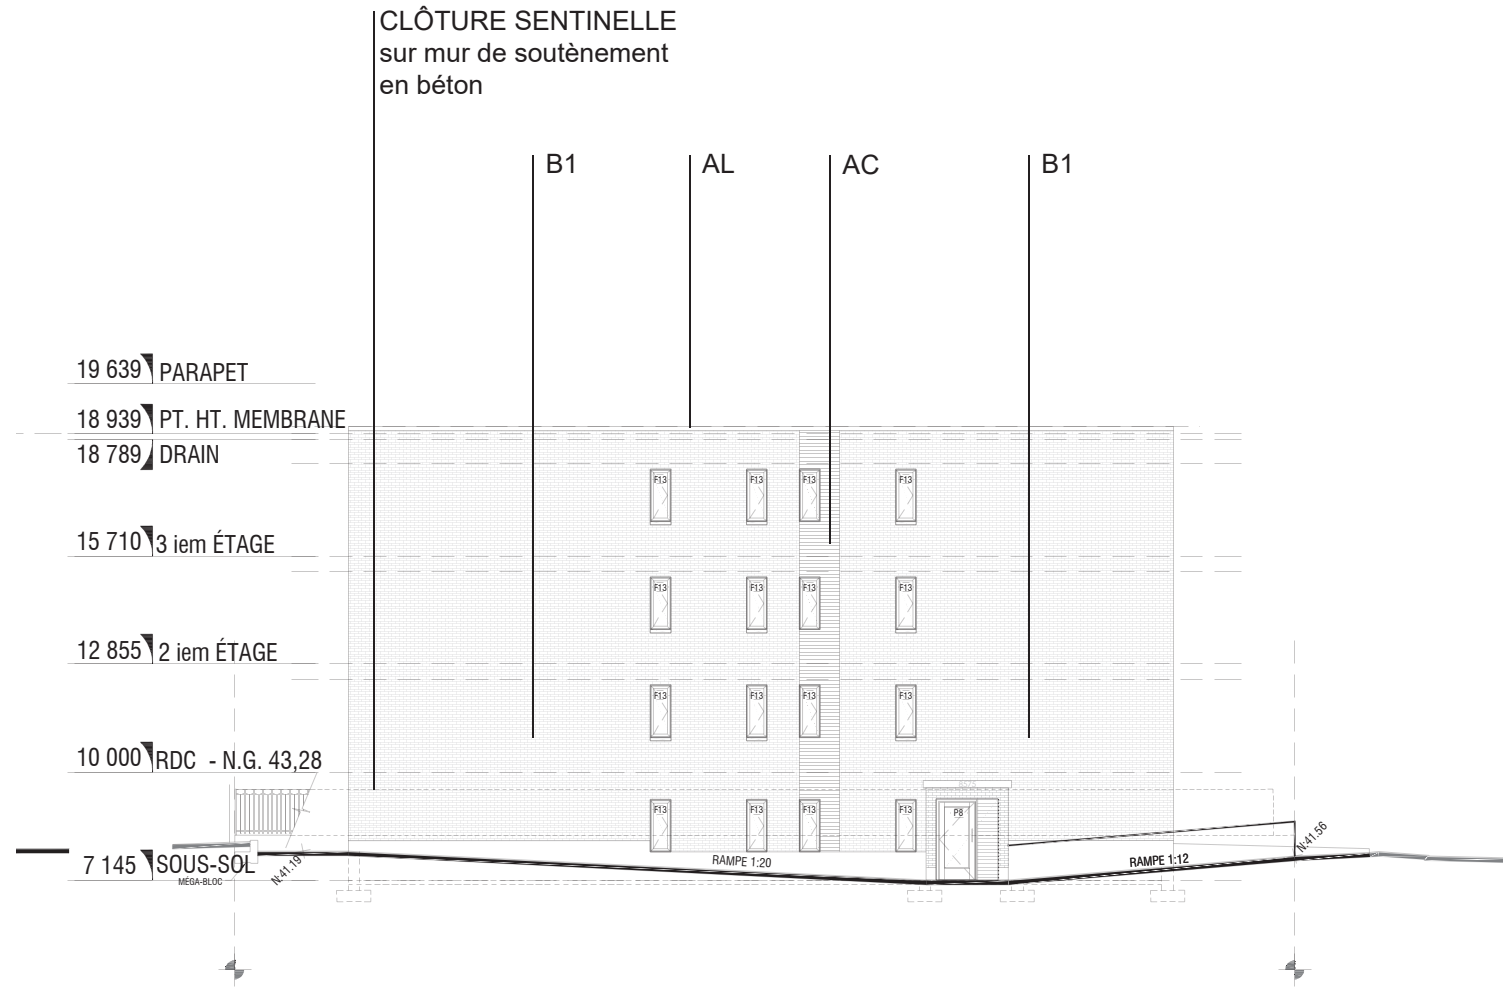 CLÔTURE SENTINELLE
sur mur de soutènement
en béton
B1
AL
AC
B1
19 639 PARAPET
18 939 PT. HT. MEMBRANE
18 789 DRAIN
F13 F13 F13 F13
15 710 3 iem ÉTAGE
F13 F13 F13 F13
12 855 2 iem ÉTAGE
F13 F13 F13 F13
10 000 RDC - N.G. 43,28
F13 F13 F13 F13
P8
N:41.56
7 145 SOUS-SOL
MÉGA-BLOC
N:41.19
RAMPE 1:20
RAMPE 1:12